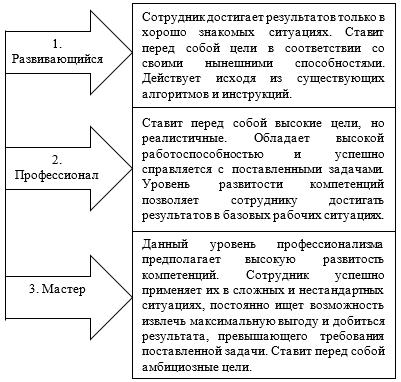 1.
Развивающийся
Сотрудник достигает результатов только в
хорошо знакомых ситуациях. Ставит
перед собой цели в соответствии со
своими нынешними способностями.
Действует исходя из существующих
алгоритмов и инструкций.
2.
Профессионал
Ставит перед собой высокие цели, но
реалистичные. Обладает высокой
работоспособностью и успешно
справляется с поставленными задачами.
Уровень развитости компетенций
позволяет сотруднику достигать
результатов в базовых рабочих ситуациях.
3. Мастер
Данный уровень профессионализма
предполагает высокую развитость
компетенций. Сотрудник успешно
применяет их в сложных и нестандартных
ситуациях, постоянно ищет возможность
извлечь максимальную выгоду и добиться
результата, превышающего требования
поставленной задачи. Ставит перед собой
амбициозные цели.